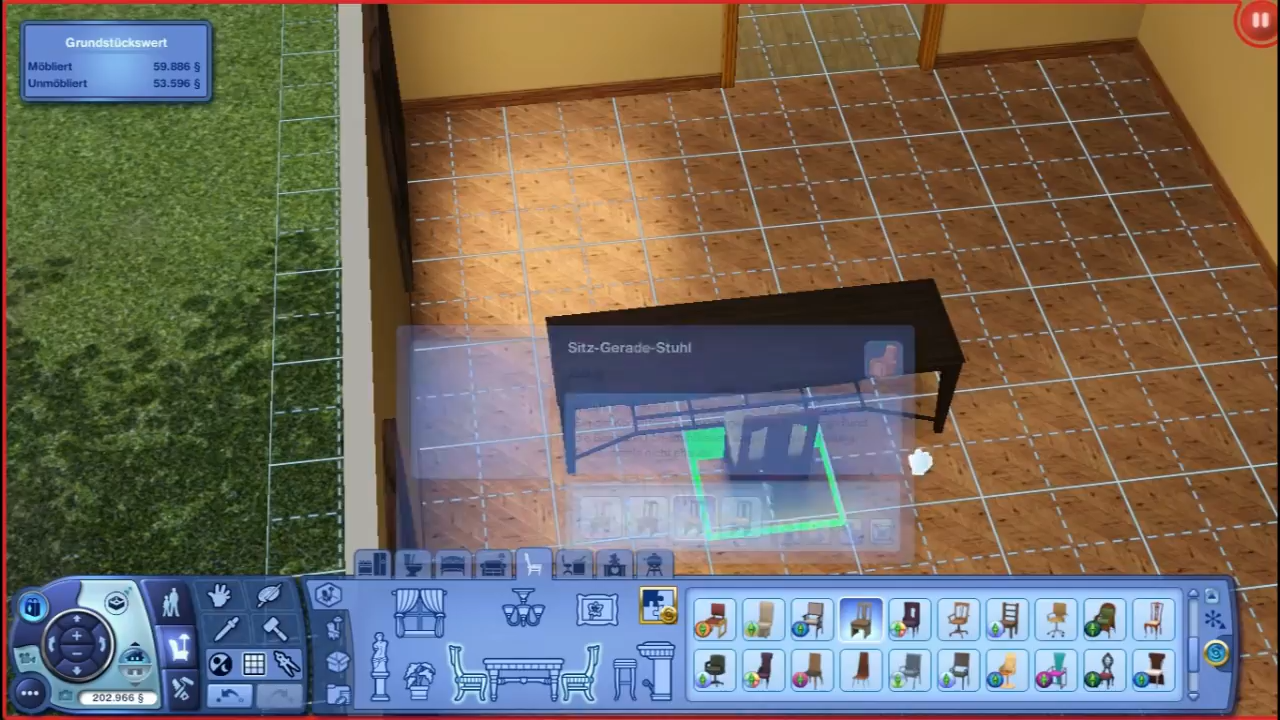 Grundstückswert
Möbliert 59.886 §
Unmöbliert 53.596 §
Sitz-Gerade-Stuhl
202.966 §